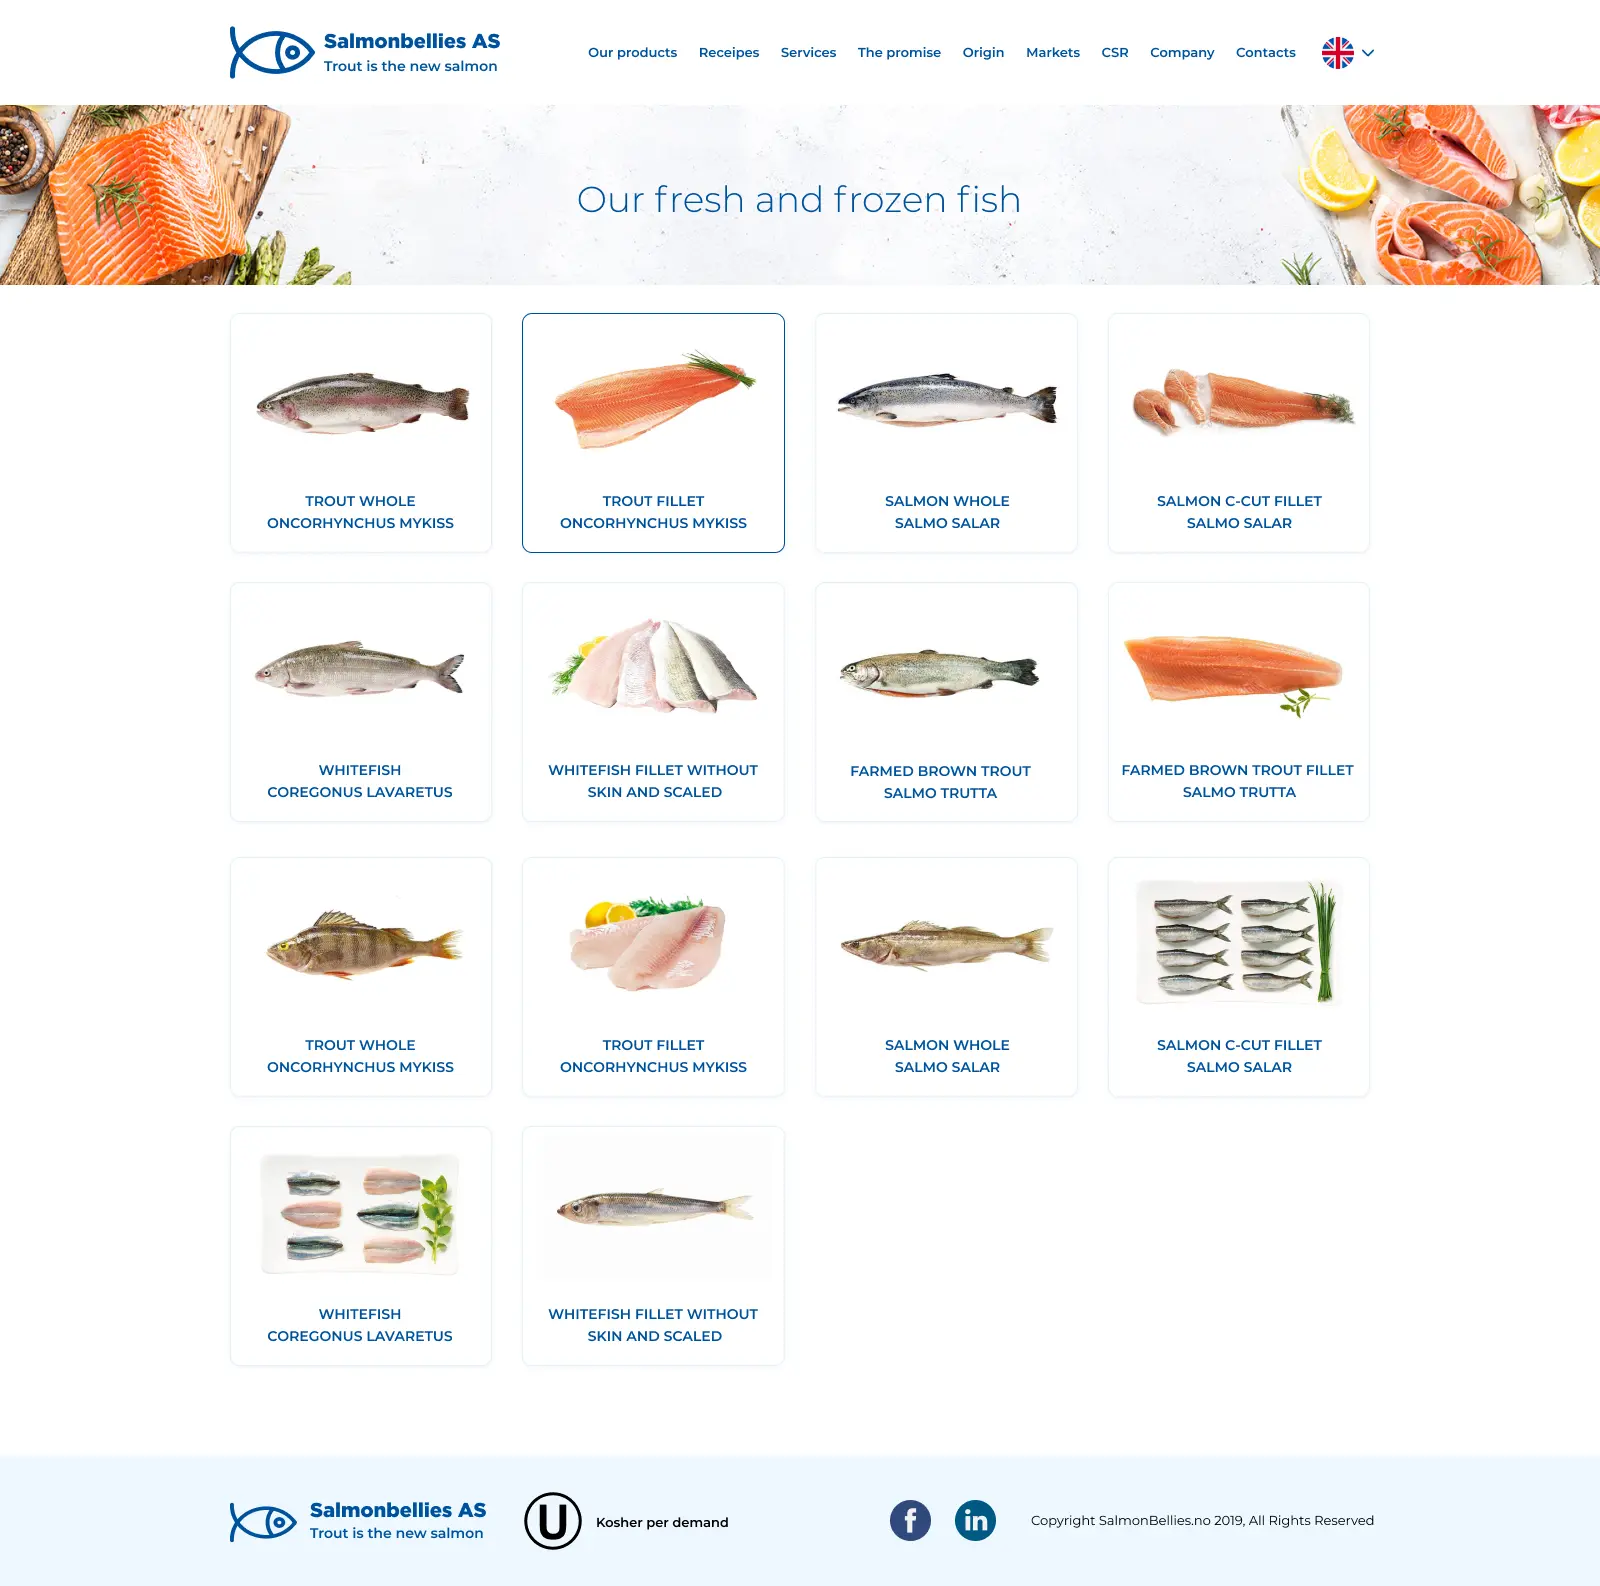 Salmonbellies AS
Trout is the new salmon
Our products Receipes Services The promise Origin Markets CSR Company Contacts
Our fresh and frozen fish
TROUT WHOLE
ONCORHYNCHUS MYKISS
TROUT FILLET
ONCORHYNCHUS MYKISS
SALMON WHOLE
SALMO SALAR
SALMON C-CUT FILLET
SALMO SALAR
WHITEFISH
COREGONUS LAVARETUS
WHITEFISH FILLET WITHOUT
SKIN AND SCALED
FARMED BROWN TROUT
SALMO TRUTTA
FARMED BROWN TROUT FILLET
SALMO TRUTTA
TROUT WHOLE
ONCORHYNCHUS MYKISS
TROUT FILLET
ONCORHYNCHUS MYKISS
SALMON WHOLE
SALMO SALAR
SALMON C-CUT FILLET
SALMO SALAR
WHITEFISH
COREGONUS LAVARETUS
WHITEFISH FILLET WITHOUT
SKIN AND SCALED
Salmonbellies AS
Trout is the new salmon
U
Kosher per demand
f
in
Copyright SalmonBellies.no 2019, All Rights Reserved